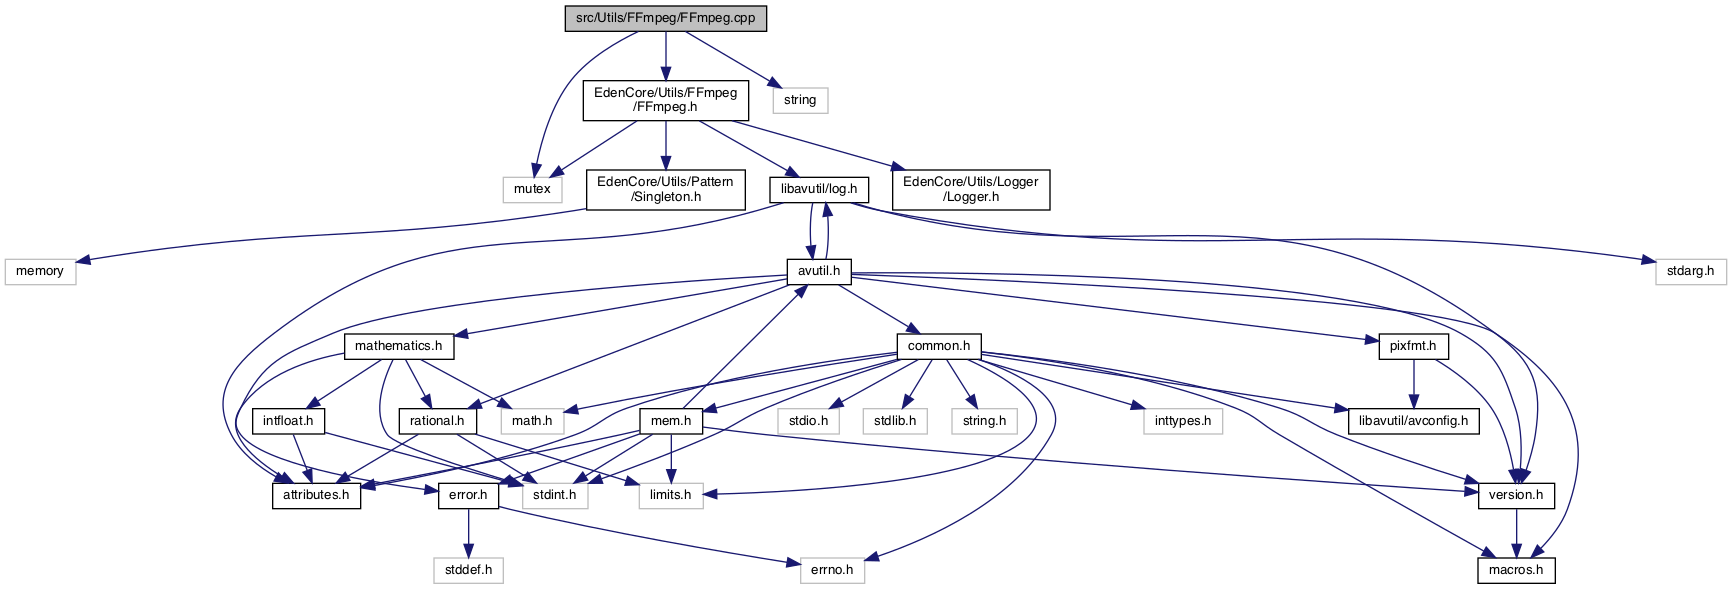 src/Utils/FFmpeg/FFmpeg.cpp
EdenCore/Utils/FFmpeg
/FFmpeg.h
string
mutex
EdenCore/Utils/Pattern
/Singleton.h
libavutil/log.h
EdenCore/Utils/Logger
/Logger.h
memory
avutil.h
stdarg.h
mathematics.h
common.h
pixfmt.h
intfloat.h
rational.h
math.h
mem.h
stdio.h
stdlib.h
string.h
inttypes.h
libavutil/avconfig.h
attributes.h
error.h
stdint.h
limits.h
version.h
stddef.h
errno.h
macros.h